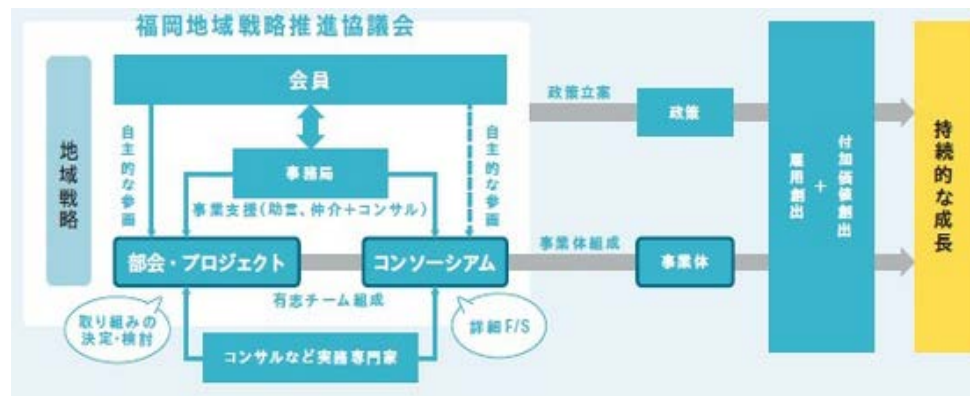 福岡地域戦略推進協議会
地域戦略
会員
自主的な参画
自主的な参画
事務局
事業支援(助言、仲介+コンサル)
部会・プロジェクト
コンソーシアム
有志チーム組成
取り組みの
決定・検討
詳細F/S
コンサルなど実務専門家
政策立案
政策
事業体組成
事業体
付加価値創出
+
雇用創出
持続的な成長